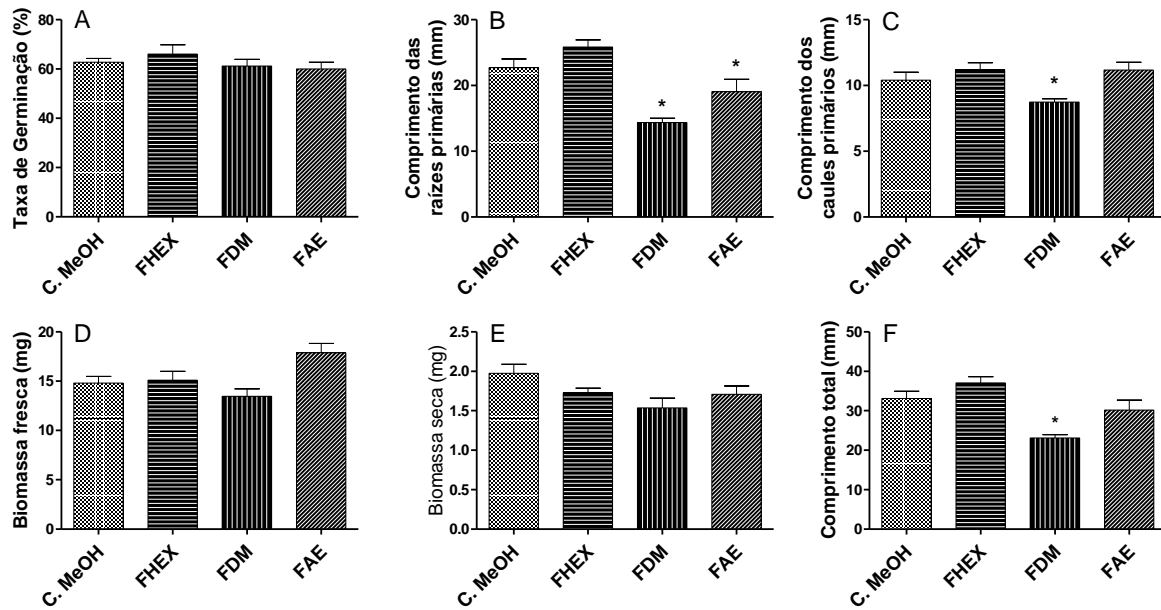 A
Taxa de Germinação (%)
80
60
40
20
0
C. MeOH
FHEX
FDM
FAE
B
Comprimento das
raízes primárias (mm)
30
20
10
0
*
*
C. MeOH
FHEX
FDM
FAE
C
Comprimento dos
caules primários (mm)
15
10
5
0
*
C. MeOH
FHEX
FDM
FAE
D
Biomassa fresca (mg)
20
15
10
5
0
C. MeOH
FHEX
FDM
FAE
E
Biomassa seca (mg)
2.5
2.0
1.5
1.0
0.5
0.0
C. MeOH
FHEX
FDM
FAE
F
Comprimento total (mm)
50
40
30
20
10
0
*
C. MeOH
FHEX
FDM
FAE